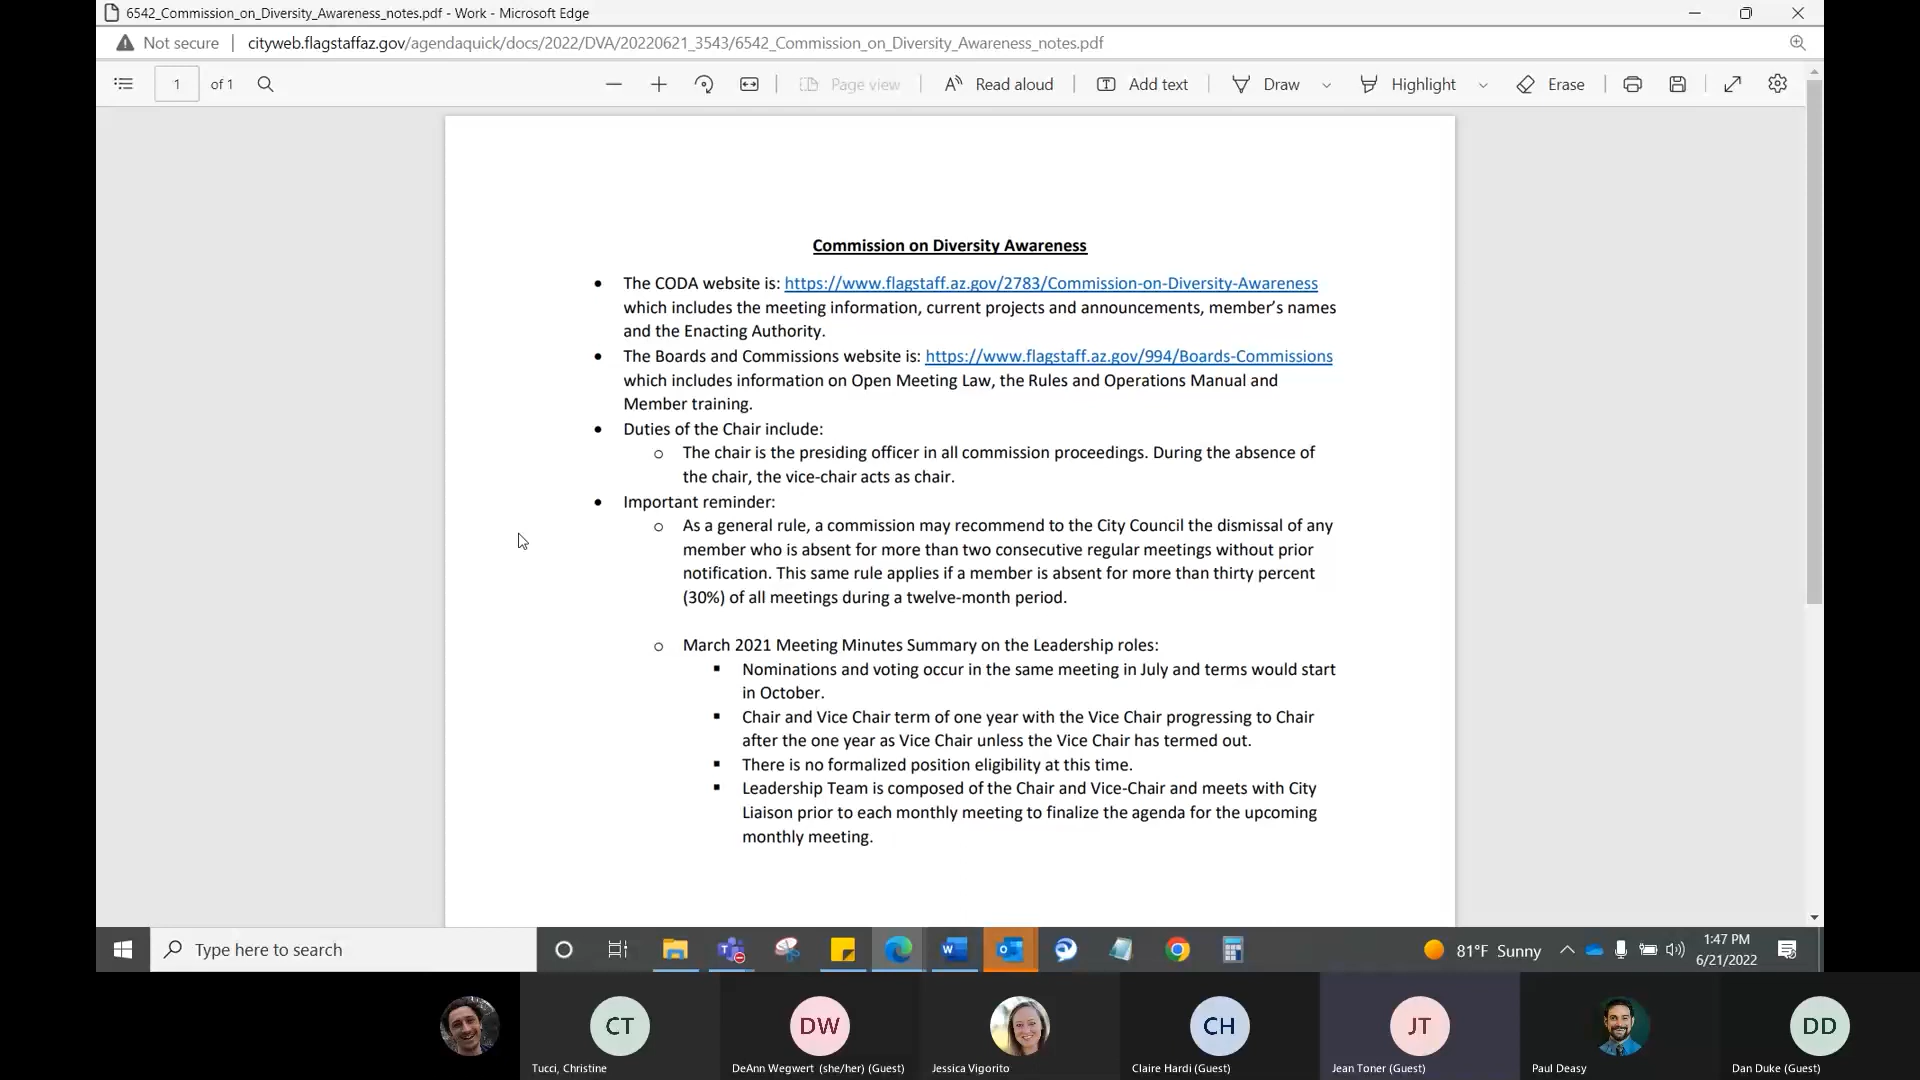 6542_Commission_on_Diversity_Awareness_notes.pdf - Work - Microsoft Edge
Not secure | cityweb.flagstaffaz.gov/agendaquick/docs/2022/DVA/20220621_3543/6542_Commission_on_Diversity_Awareness_notes.pdf
1 of 1 Page view Read aloud Add text Draw Highlight Erase
Commission on Diversity Awareness
• The CODA website is: https://www.flagstaff.az.gov/2783/Commission-on-Diversity-Awareness
which includes the meeting information, current projects and announcements, member’s names
and the Enacting Authority.
• The Boards and Commissions website is: https://www.flagstaff.az.gov/994/Boards-Commissions
which includes information on Open Meeting Law, the Rules and Operations Manual and
Member training.
• Duties of the Chair include:
o The chair is the presiding officer in all commission proceedings. During the absence of
the chair, the vice-chair acts as chair.
• Important reminder:
o As a general rule, a commission may recommend to the City Council the dismissal of any
member who is absent for more than two consecutive regular meetings without prior
notification. This same rule applies if a member is absent for more than thirty percent
(30%) of all meetings during a twelve-month period.
o March 2021 Meeting Minutes Summary on the Leadership roles:
▪ Nominations and voting occur in the same meeting in July and terms would start
in October.
▪ Chair and Vice Chair term of one year with the Vice Chair progressing to Chair
after the one year as Vice Chair unless the Vice Chair has termed out.
▪ There is no formalized position eligibility at this time.
▪ Leadership Team is composed of the Chair and Vice-Chair and meets with City
Liaison prior to each monthly meeting to finalize the agenda for the upcoming
monthly meeting.
Type here to search
81°F Sunny
1:47 PM
6/21/2022
CT DW CH JT DD
Tucci, Christine DeAnn Wegwert (she/her) (Guest) Jessica Vigorito Claire Hardi (Guest) Jean Toner (Guest) Paul Deasy Dan Duke (Guest)